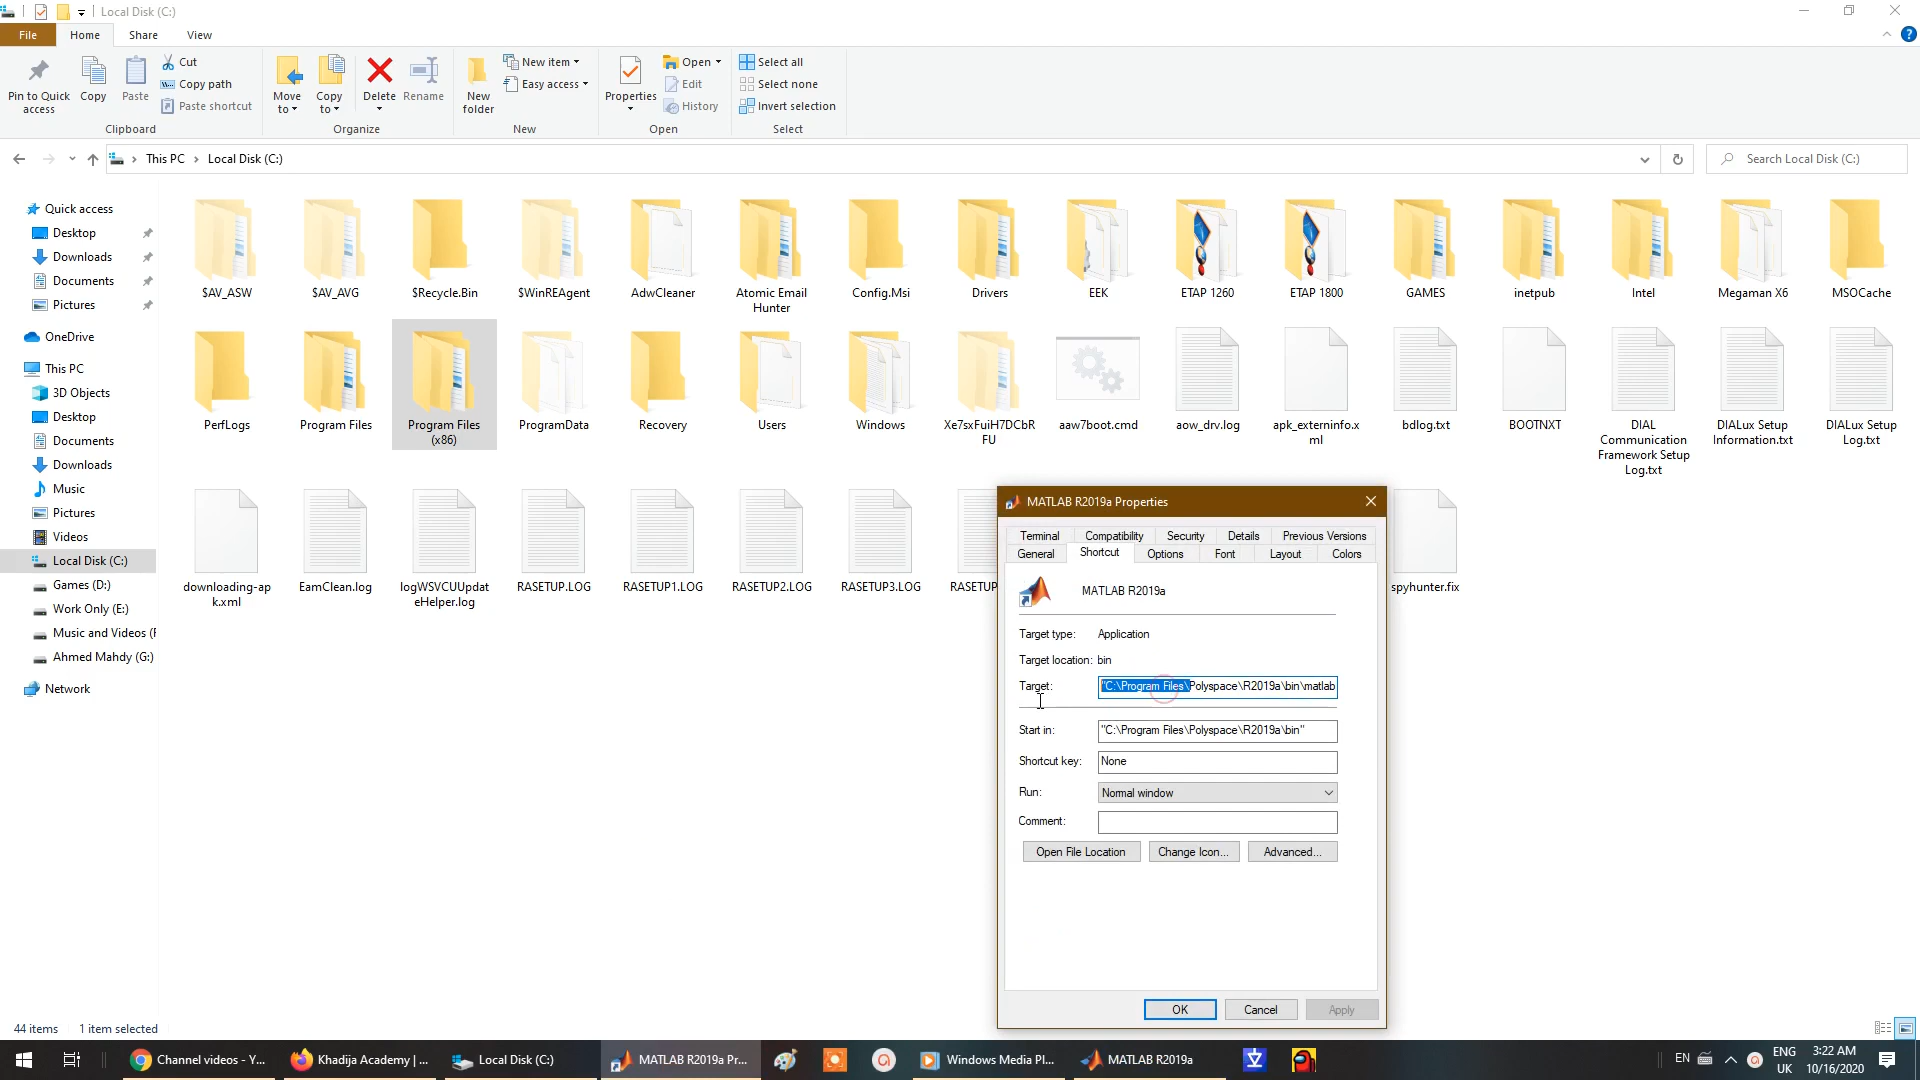 Local Disk (C:)
File
Home
Share
View
Pin to Quick
access
Copy
Paste
Cut
Copy path
Paste shortcut
Clipboard
Move
to
Copy
to
Delete
Rename
Organize
New
folder
New item
Easy access
New
Properties
Open
Edit
History
Open
Select all
Select none
Invert selection
Select
This PC
Local Disk (C:)
Search Local Disk (C:)
Quick access
Desktop
Downloads
Documents
Pictures
OneDrive
This PC
3D Objects
Desktop
Documents
Downloads
Music
Pictures
Videos
Local Disk (C:)
Games (D:)
Work Only (E:)
Music and Videos (F
Ahmed Mahdy (G:)
Network
$AV_ASW
$AV_AVG
$Recycle.Bin
$WinREAgent
AdwCleaner
Atomic Email
Hunter
Config.Msi
Drivers
EEK
ETAP 1260
ETAP 1800
GAMES
inetpub
Intel
Megaman X6
MSOCache
PerfLogs
Program Files
Program Files
(x86)
ProgramData
Recovery
Users
Windows
Xe7sxFuiH7DCbR
FU
aaw7boot.cmd
aow_drv.log
apk_externinfo.x
ml
bdlog.txt
BOOTNXT
DIAL
Communication
Framework Setup
Log.txt
DIALux Setup
Information.txt
DIALux Setup
Log.txt
downloading-ap
k.xml
EamClean.log
logWSVCUUpdat
eHelper.log
RASETUP.LOG
RASETUP1.LOG
RASETUP2.LOG
RASETUP3.LOG
RASETUP
spyhunter.fix
MATLAB R2019a Properties
Terminal
Compatibility
Security
Details
Previous Versions
General
Shortcut
Options
Font
Layout
Colors
MATLAB R2019a
Target type: Application
Target location: bin
Target: "C:\Program Files\Polyspace\R2019a\bin\matlab
Start in: "C:\Program Files\Polyspace\R2019a\bin"
Shortcut key: None
Run: Normal window
Comment:
Open File Location
Change Icon...
Advanced...
OK
Cancel
Apply
44 items
1 item selected
Channel videos - Y...
Khadija Academy | ...
Local Disk (C:)
MATLAB R2019a Pr...
Windows Media Pl...
MATLAB R2019a
EN
ENG
UK
3:22 AM
10/16/2020